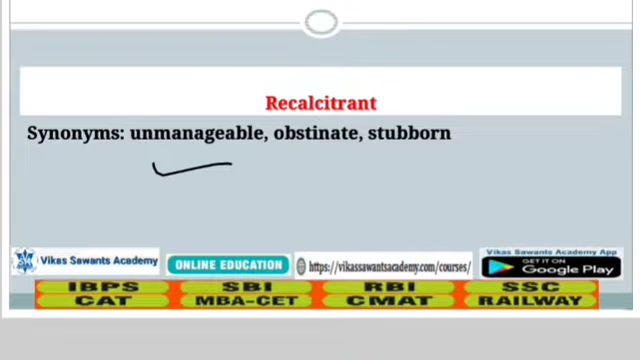 Recalcitrant
Synonyms: unmanageable, obstinate, stubborn
Vikas Sawants Academy App
Vikas Sawants Academy
ONLINE EDUCATION
https://vikassawantsacademy.com/courses/
GET IT ON
Google Play
IBPS SBI RBI SSC
CAT MBA-CET CMAT RAILWAY